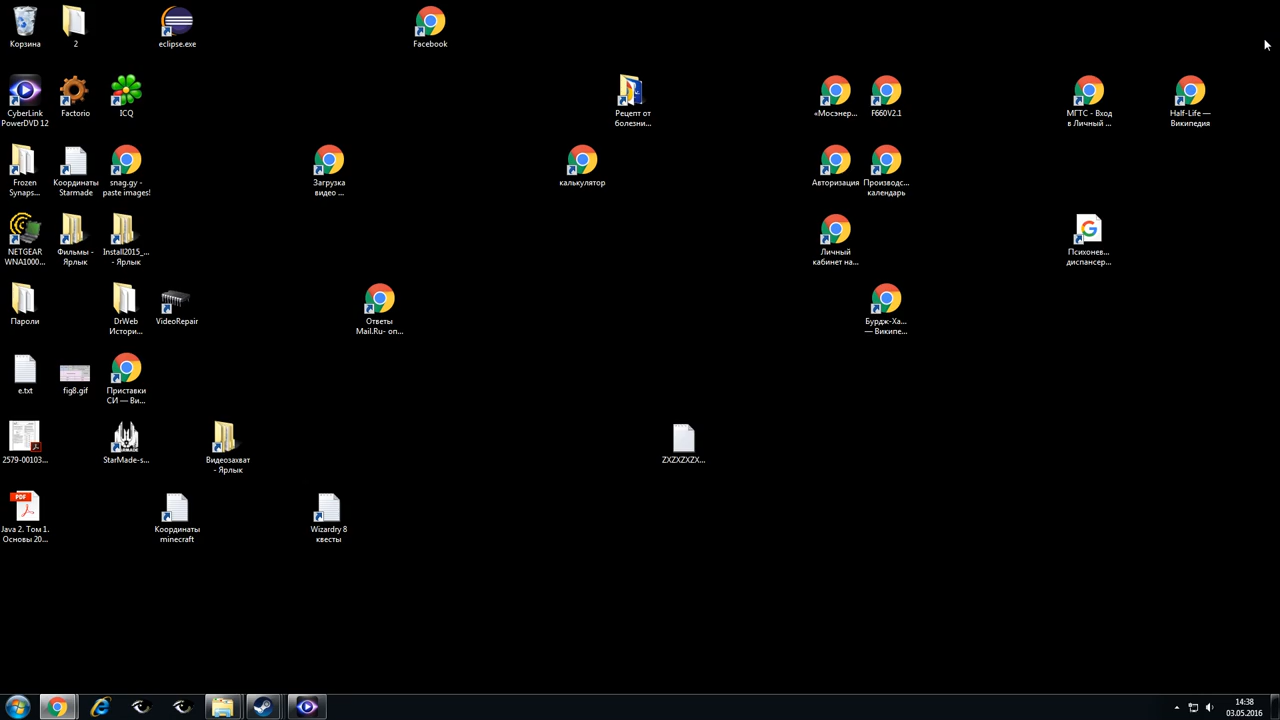 Корзина
2
eclipse.exe
Facebook
CyberLink
PowerDVD 12
Factorio
ICQ
Рецепт от
болезни...
«Мосэнер...
F660V2.1
МГТС - Вход
в Личный ...
Half-Life —
Википедия
Frozen
Synaps...
Координаты
Starmade
snag.gy -
paste images!
Загрузка
видео ...
калькулятор
Авторизация
Производс...
календарь
NETGEAR
WNA1000...
Фильмы -
Ярлык
Install2015_...
- Ярлык
Личный
кабинет на...
Психонев...
диспансер...
Пароли
DrWeb
Истори...
VideoRepair
Ответы
Mail.Ru- оп...
Бурдж-Ха...
— Википе...
e.txt
fig8.gif
Приставки
СИ — Ви...
2579-00103...
StarMade-s...
Видеозахват
- Ярлык
ZXZXZXZX...
Java 2. Том 1.
Основы 20...
Координаты
minecraft
Wizardry 8
квесты
14:38
03.05.2016